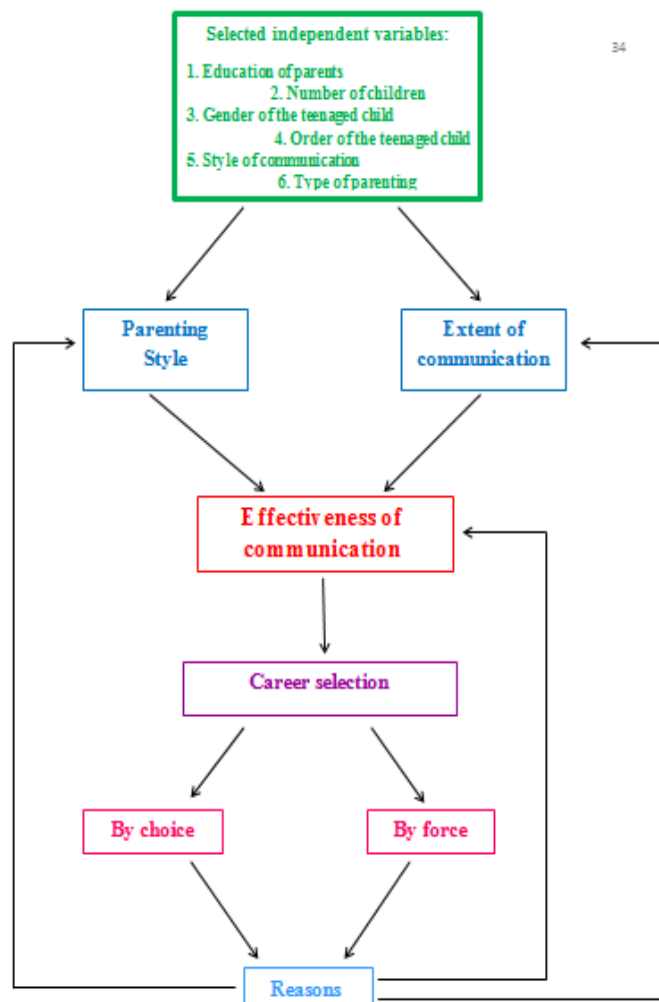 34
Selected independent variables:
1. Education of parents
2. Number of children
3. Gender of the teenaged child
4. Order of the teenaged child
5. Style of communication
6. Type of parenting
Parenting
Style
Extent of
communication
Effectiveness of
communication
Career selection
By choice
By force
Reasons